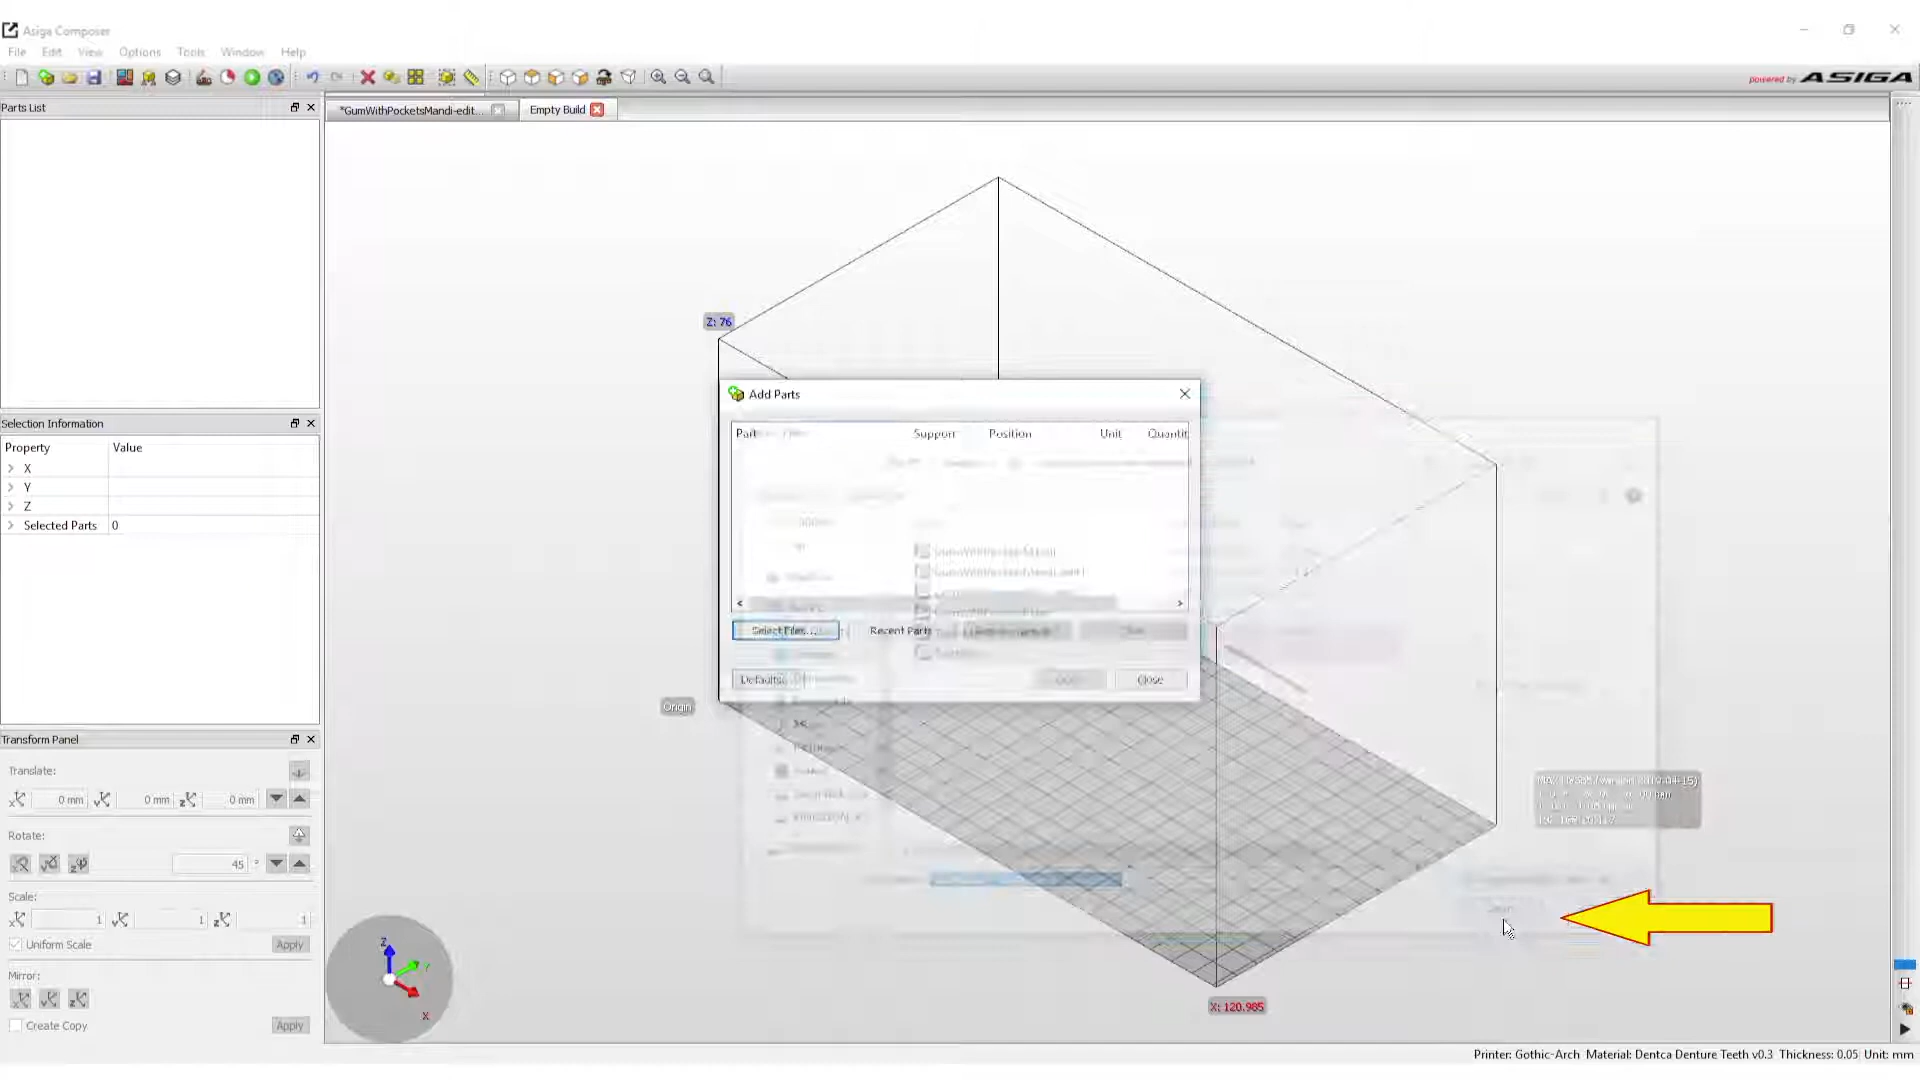 Asiga Composer
File Edit View Options Tools Window Help
powered by ASIGA
Parts List
*GumWithPocketsMandi-edit...
Empty Build
Z: 76
Add Parts
Part
Support Position Unit Quantit
Select Files...
Recent Parts
Defaults
Close
Selection Information
Property Value
X
Y
Z
Selected Parts 0
Origin
Transform Panel
Translate:
0 mm 0 mm 0 mm
Rotate:
45 °
Scale:
1 1 1
Uniform Scale Apply
Mirror:
Create Copy Apply
Z
Y
X
X: 120.985
Printer: Gothic-Arch Material: Dentca Denture Teeth v0.3 Thickness: 0.05 Unit: mm